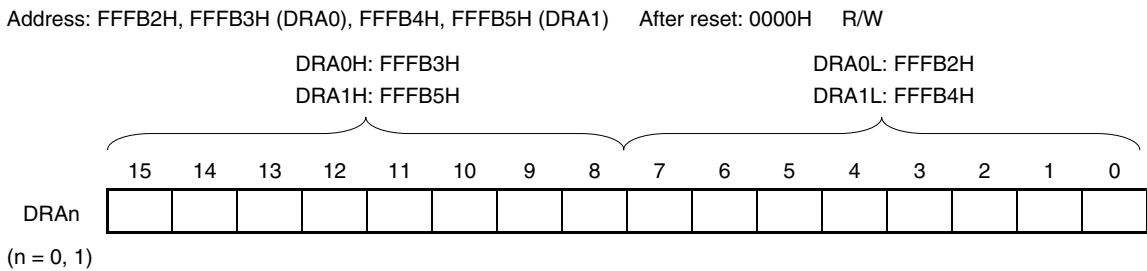 Address: FFFB2H, FFFB3H (DRA0), FFFB4H, FFFB5H (DRA1) After reset: 0000H R/W
DRA0H: FFFB3H DRA0L: FFFB2H
DRA1H: FFFB5H DRA1L: FFFB4H
15 14 13 12 11 10 9 8 7 6 5 4 3 2 1 0
DRAn
(n = 0, 1)